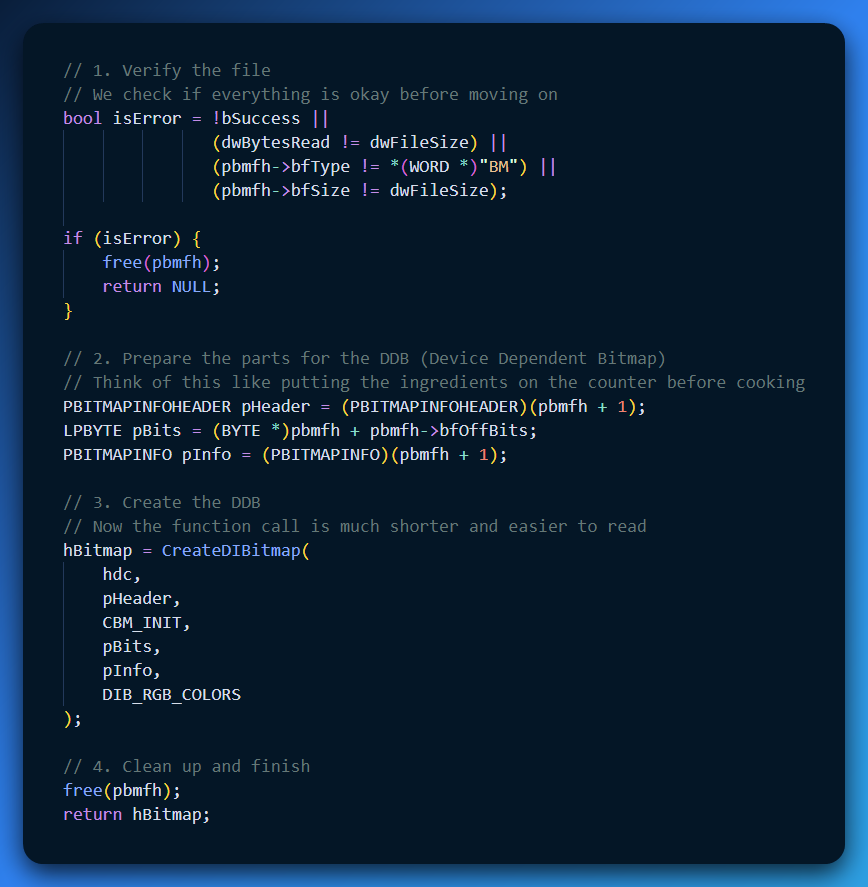 // 1. Verify the file
// We check if everything is okay before moving on
bool isError = !bSuccess ||
               (dwBytesRead != dwFileSize) ||
               (pbmfh->bfType != *(WORD *)"BM") ||
               (pbmfh->bfSize != dwFileSize);

if (isError) {
    free(pbmfh);
    return NULL;
}

// 2. Prepare the parts for the DDB (Device Dependent Bitmap)
// Think of this like putting the ingredients on the counter before cooking
PBITMAPINFOHEADER pHeader = (PBITMAPINFOHEADER)(pbmfh + 1);
LPBYTE pBits = (BYTE *)pbmfh + pbmfh->bfOffBits;
PBITMAPINFO pInfo = (PBITMAPINFO)(pbmfh + 1);

// 3. Create the DDB
// Now the function call is much shorter and easier to read
hBitmap = CreateDIBitmap(
    hdc,
    pHeader,
    CBM_INIT,
    pBits,
    pInfo,
    DIB_RGB_COLORS
);

// 4. Clean up and finish
free(pbmfh);
return hBitmap;